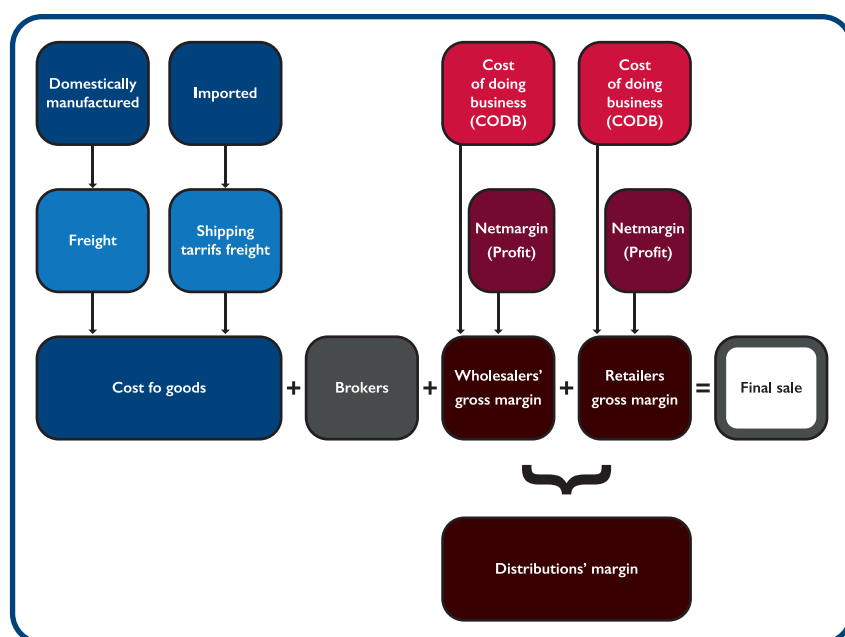 Domestically
manufactured
Imported
Cost
of doing
business
(CODB)
Cost
of doing
business
(CODB)
Freight
Shipping
tarrifs freight
Netmargin
(Profit)
Netmargin
(Profit)
Cost fo goods
+
Brokers
+
Wholesalers’
gross margin
+
Retailers
gross margin
=
Final sale
}
Distributions’ margin